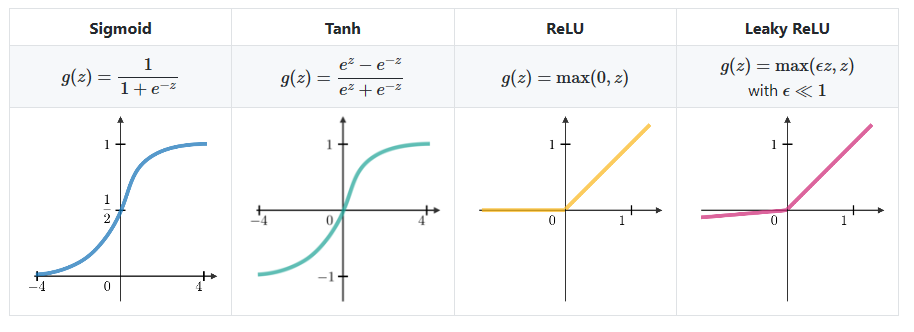 Sigmoid Tanh ReLU Leaky ReLU
g(z) = 1 / (1 + e^{-z})
g(z) = (e^z − e^{-z}) / (e^z + e^{-z})
g(z) = max(0, z)
g(z) = max(ϵz, z)
with ϵ ≪ 1
1
1/2
−4 0 4
1
−4 0 4
−1
1
0 1
1
0 1